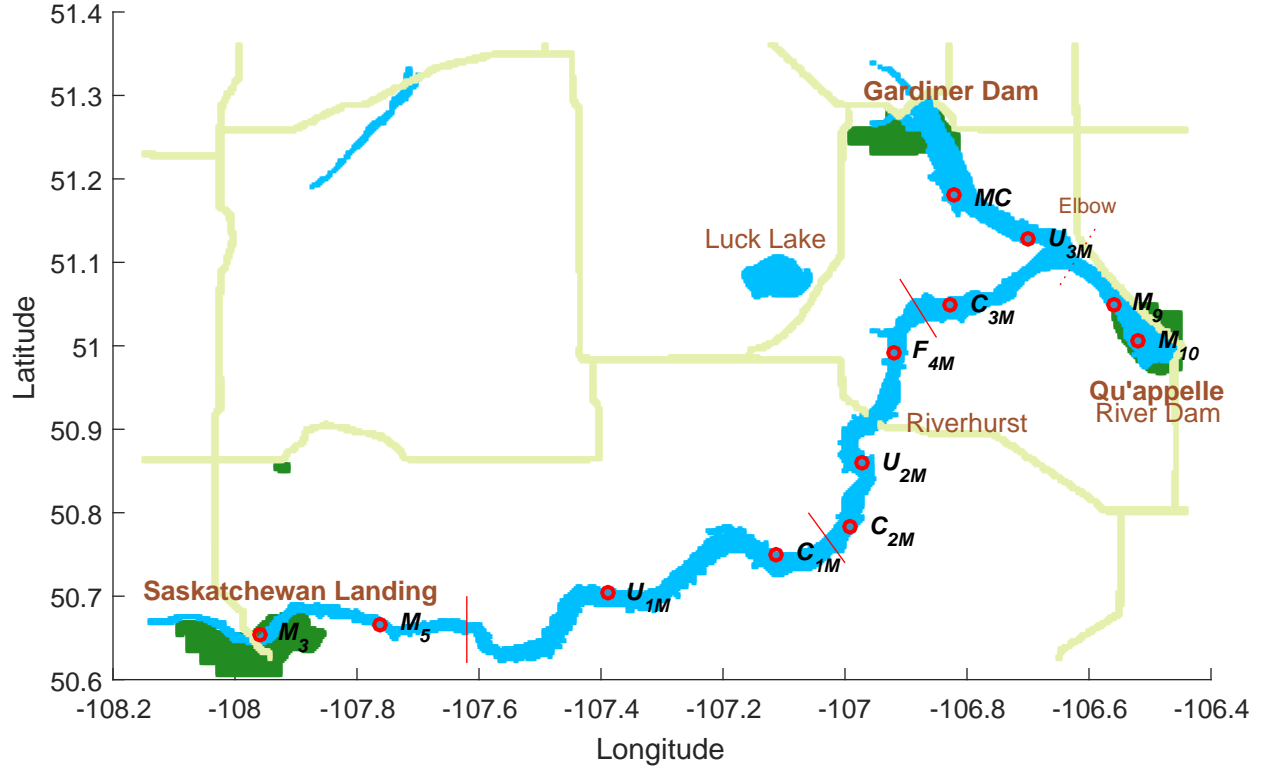 51.4
51.3
51.2
51.1
51
50.9
50.8
50.7
50.6
Latitude
Gardiner Dam
MC
Elbow
U3M
Luck Lake
C3M
M9
F4M
M10
Qu'appelle
River Dam
Riverhurst
U2M
C2M
C1M
U1M
Saskatchewan Landing
M3
M5
-108.2 -108 -107.8 -107.6 -107.4 -107.2 -107 -106.8 -106.6 -106.4
Longitude